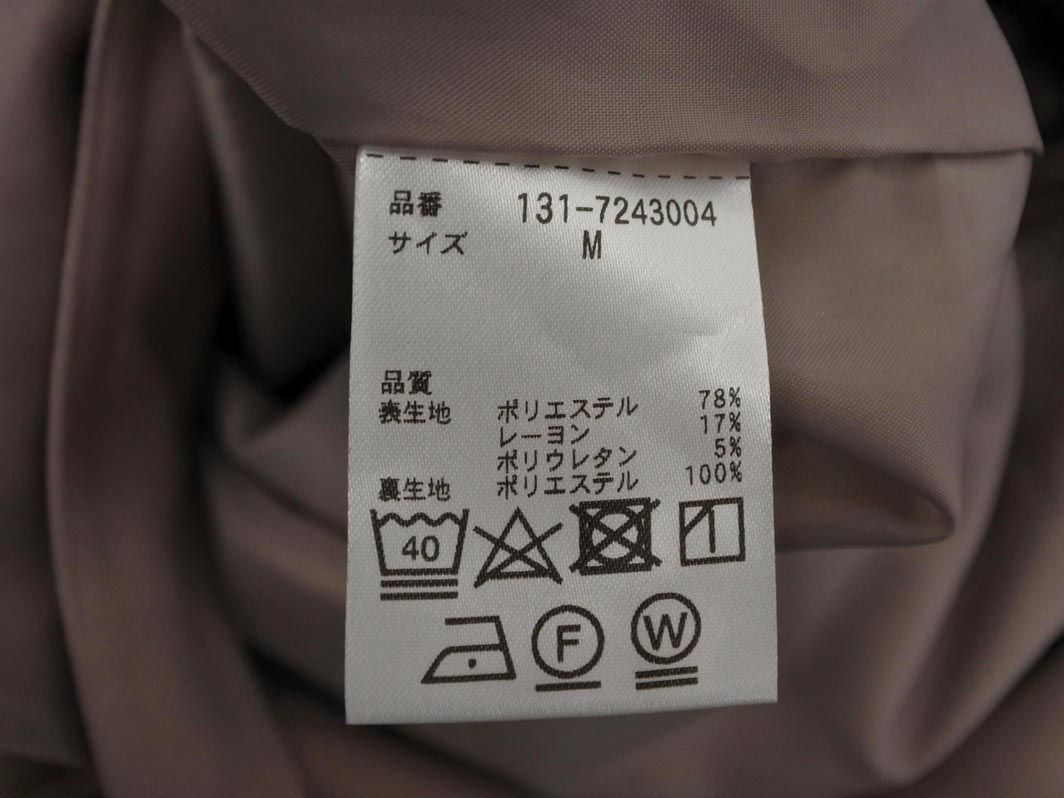 品番 131-7243004
サイズ M
品質
表生地 ポリエステル 78%
レーヨン 17%
ポリウレタン 5%
裏生地 ポリエステル 100%
40
F W